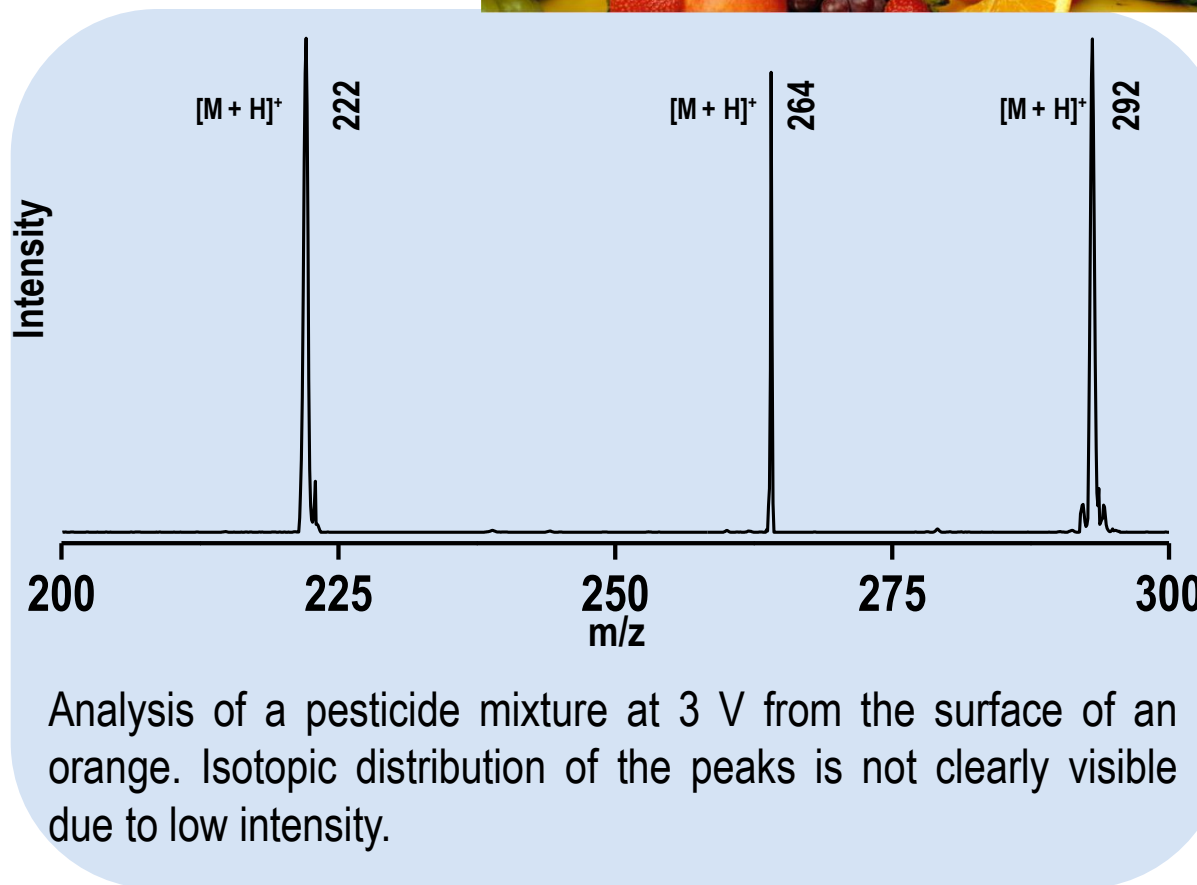 [M + H]⁺ 222 [M + H]⁺ 264 [M + H]⁺ 292
Intensity
200 225 250 275 300
m/z
Analysis of a pesticide mixture at 3 V from the surface of an
orange. Isotopic distribution of the peaks is not clearly visible
due to low intensity.